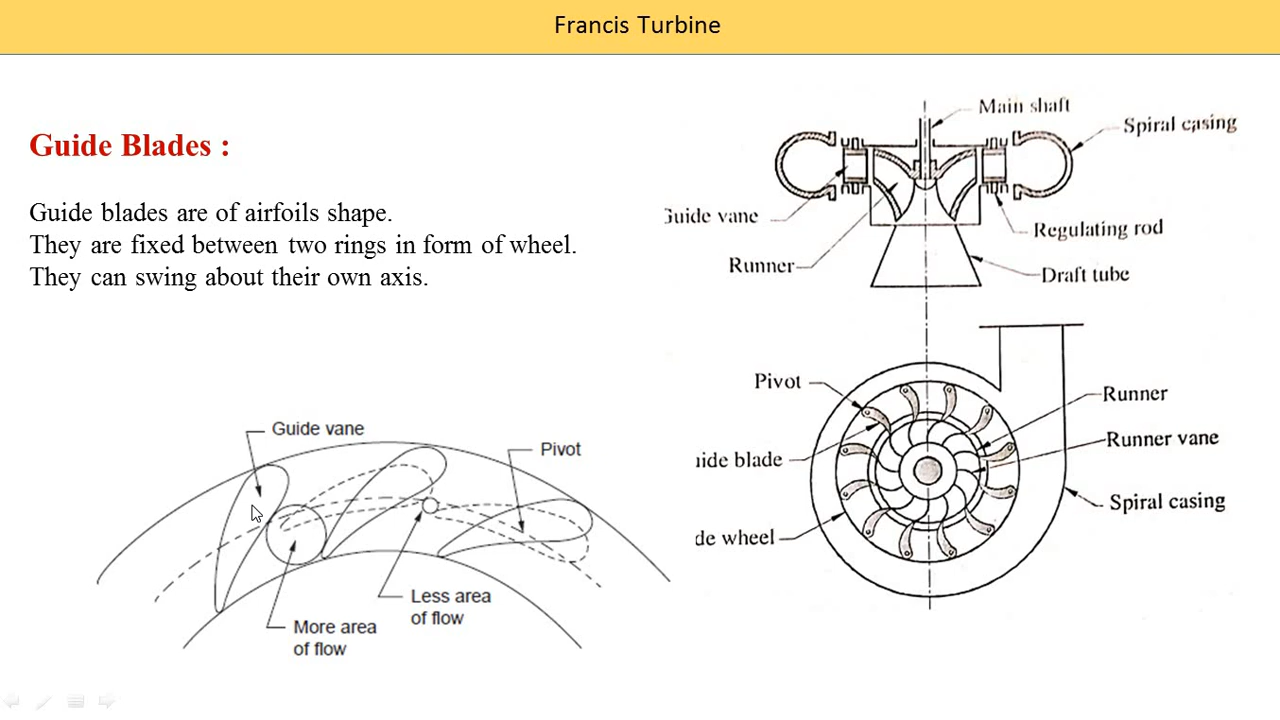 Francis Turbine
Guide Blades :
Guide blades are of airfoils shape.
They are fixed between two rings in form of wheel.
They can swing about their own axis.
Guide vane
Pivot
Less area
of flow
More area
of flow
Main shaft
Spiral casing
Guide vane
Regulating rod
Runner
Draft tube
Pivot
Runner
Runner vane
uide blade
Spiral casing
de wheel